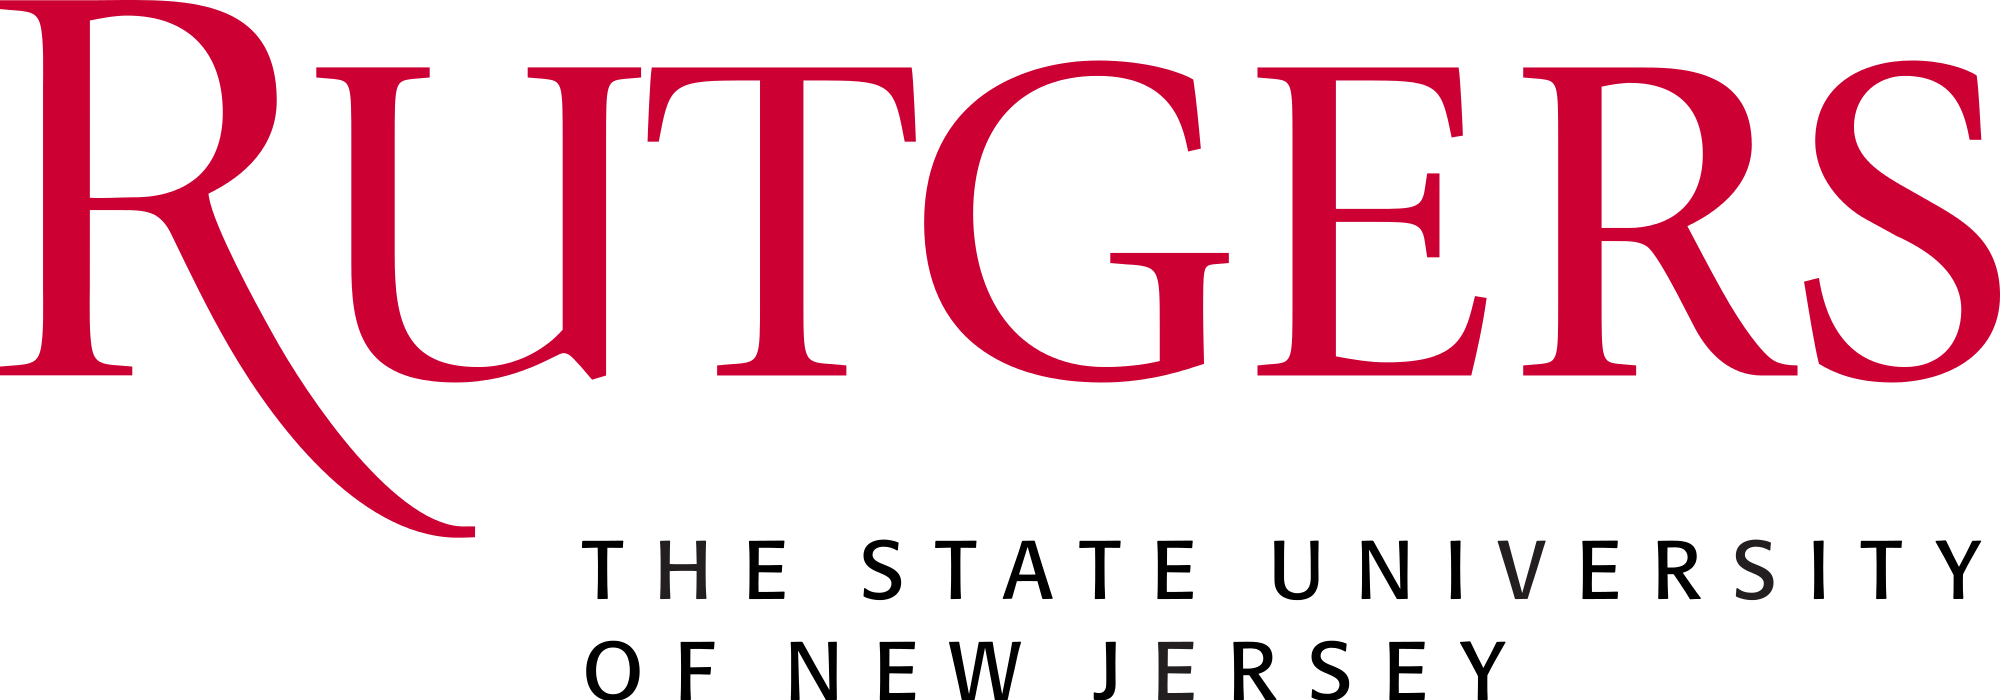 RUTGERS
THE STATE UNIVERSITY
OF NEW JERSEY